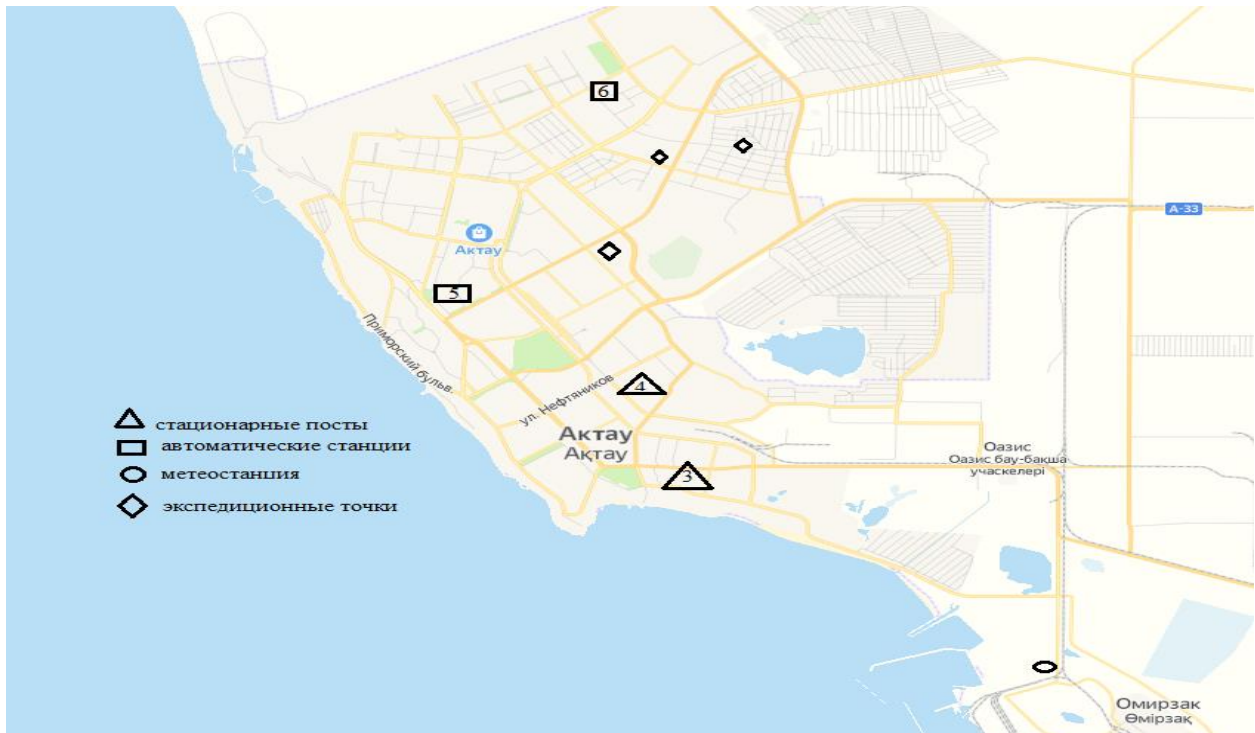 6
А-33
Актау
5
Приморский бульв.
4
ул. Нефтяников
стационарные посты
автоматические станции
метеостанция
экспедиционные точки
Актау
Ақтау
3
Оазис
Оазис бау-бақша
учаскелері
Омирзак
Өмірзақ